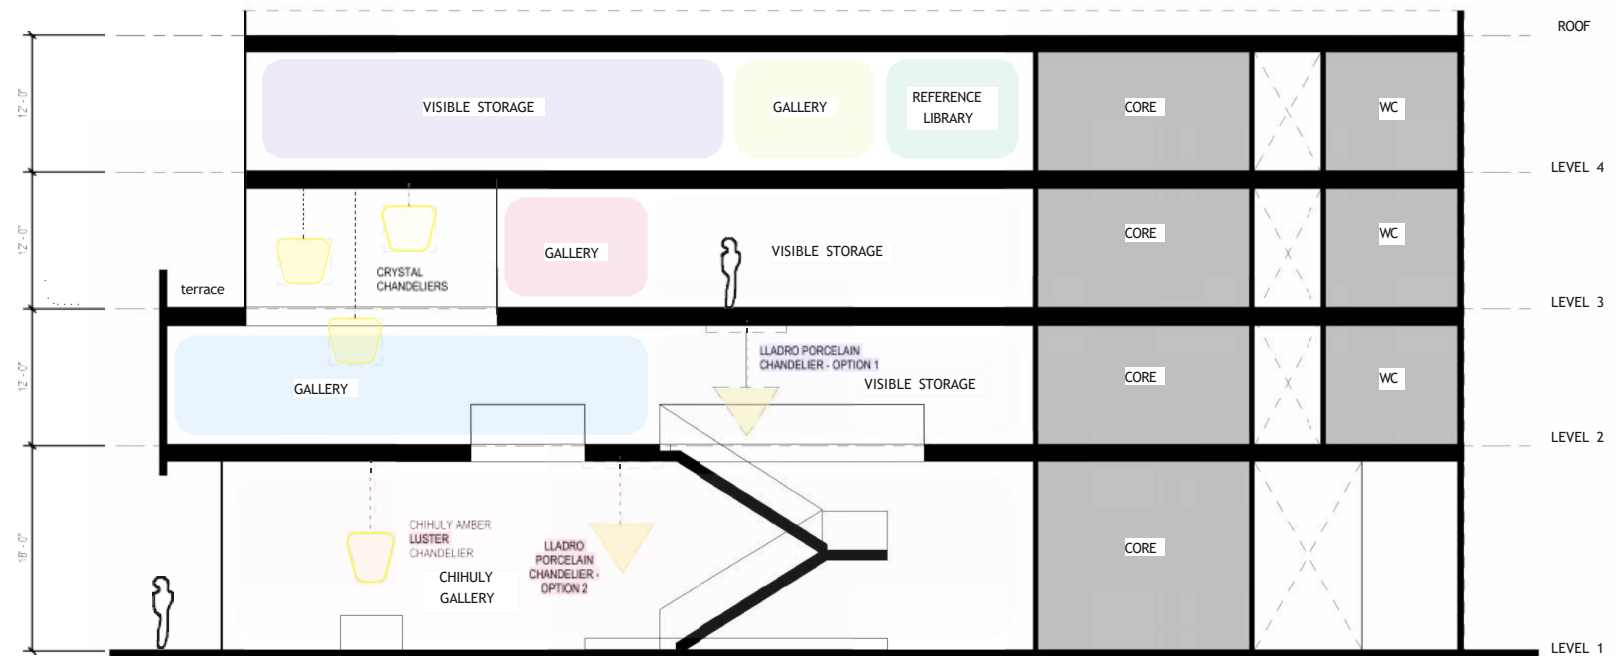 ROOF
12' - 0"
VISIBLE STORAGE
GALLERY
REFERENCE
LIBRARY
CORE
WC
LEVEL 4
12' - 0"
terrace
CRYSTAL
CHANDELIERS
GALLERY
VISIBLE STORAGE
CORE
WC
LEVEL 3
12' - 0"
GALLERY
LLADRO PORCELAIN
CHANDELIER - OPTION 1
VISIBLE STORAGE
CORE
WC
LEVEL 2
18' - 0"
CHIHULY AMBER
LUSTER
CHANDELIER
CHIHULY
GALLERY
LLADRO
PORCELAIN
CHANDELIER -
OPTION 2
CORE
LEVEL 1